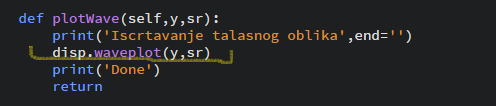 def plotWave(self,y,sr):
print('Iscrtavanje talasnog oblika',end='')
disp.waveplot(y,sr)
print('Done')
return